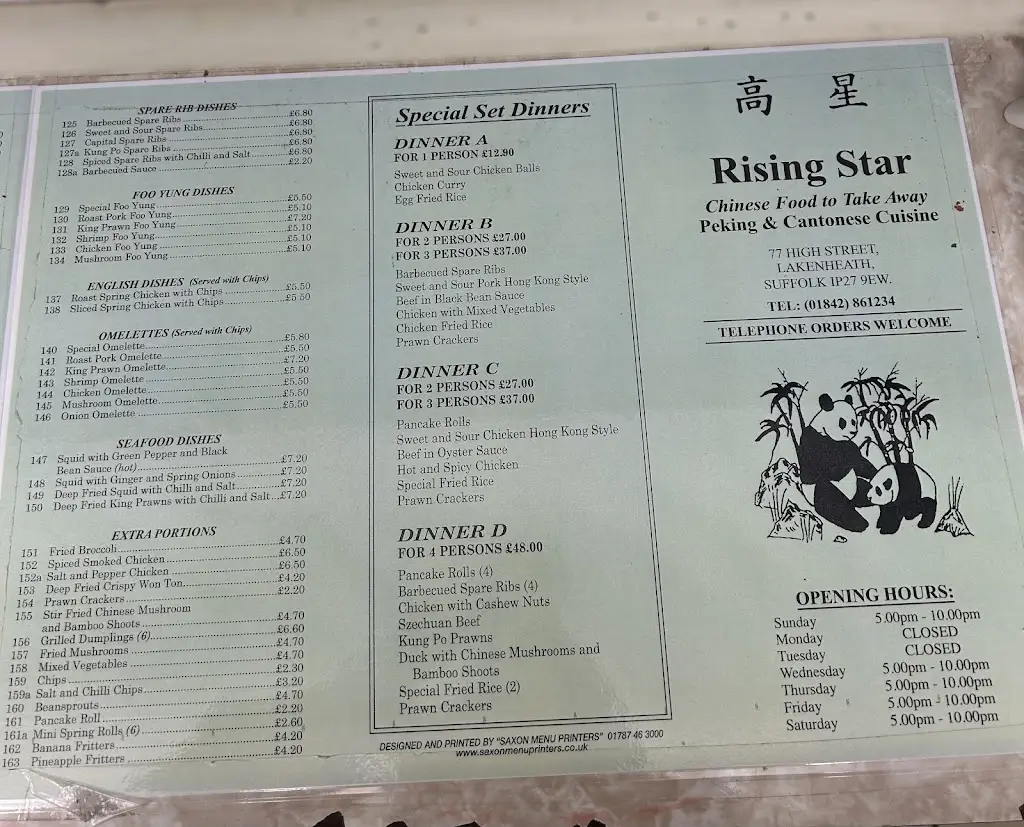 SPARE RIB DISHES
125 Barbecued Spare Ribs £6.80
126 Sweet and Sour Spare Ribs £6.80
127 Capital Spare Ribs £6.80
127a Kung Po Spare Ribs £6.80
128 Spiced Spare Ribs with Chilli and Salt £6.80
128a Barbecued Sauce £2.20
FOO YUNG DISHES
129 Special Foo Yung £5.50
130 Roast Pork Foo Yung £5.10
131 King Prawn Foo Yung £7.20
132 Shrimp Foo Yung £5.10
133 Chicken Foo Yung £5.10
134 Mushroom Foo Yung £5.10
ENGLISH DISHES (Served with Chips)
137 Roast Spring Chicken with Chips £5.50
138 Sliced Spring Chicken with Chips £5.50
OMELETTES (Served with Chips)
140 Special Omelette £5.80
141 Roast Pork Omelette £5.50
142 King Prawn Omelette £7.20
143 Shrimp Omelette £5.50
144 Chicken Omelette £5.50
145 Mushroom Omelette £5.50
146 Onion Omelette £5.50
SEAFOOD DISHES
147 Squid with Green Pepper and Black
Bean Sauce (hot) £7.20
148 Squid with Ginger and Spring Onions £7.20
149 Deep Fried Squid with Chilli and Salt £7.20
150 Deep Fried King Prawns with Chilli and Salt £7.20
EXTRA PORTIONS
151 Fried Broccoli £4.70
152 Spiced Smoked Chicken £6.50
152a Salt and Pepper Chicken £6.50
153 Deep Fried Crispy Won Ton £4.20
154 Prawn Crackers £2.20
155 Stir Fried Chinese Mushroom
and Bamboo Shoots £4.70
156 Grilled Dumplings (6) £6.60
157 Fried Mushrooms £4.70
158 Mixed Vegetables £4.70
159 Chips £2.30
159a Salt and Chilli Chips £3.20
160 Beansprouts £4.70
161 Pancake Roll £2.20
161a Mini Spring Rolls (6) £2.60
162 Banana Fritters £4.20
163 Pineapple Fritters £4.20
Special Set Dinners
DINNER A
FOR 1 PERSON £12.90
Sweet and Sour Chicken Balls
Chicken Curry
Egg Fried Rice
DINNER B
FOR 2 PERSONS £27.00
FOR 3 PERSONS £37.00
Barbecued Spare Ribs
Sweet and Sour Pork Hong Kong Style
Beef in Black Bean Sauce
Chicken with Mixed Vegetables
Chicken Fried Rice
Prawn Crackers
DINNER C
FOR 2 PERSONS £27.00
FOR 3 PERSONS £37.00
Pancake Rolls
Sweet and Sour Chicken Hong Kong Style
Beef in Oyster Sauce
Hot and Spicy Chicken
Special Fried Rice
Prawn Crackers
DINNER D
FOR 4 PERSONS £48.00
Pancake Rolls (4)
Barbecued Spare Ribs (4)
Chicken with Cashew Nuts
Szechuan Beef
Kung Po Prawns
Duck with Chinese Mushrooms and
Bamboo Shoots
Special Fried Rice (2)
Prawn Crackers
DESIGNED AND PRINTED BY "SAXON MENU PRINTERS" 01787 46 3000
www.saxonmenuprinters.co.uk
高 星
Rising Star
Chinese Food to Take Away
Peking & Cantonese Cuisine
77 HIGH STREET,
LAKENHEATH,
SUFFOLK IP27 9EW.
TEL: (01842) 861234
TELEPHONE ORDERS WELCOME
OPENING HOURS:
Sunday 5.00pm - 10.00pm
Monday CLOSED
Tuesday CLOSED
Wednesday 5.00pm - 10.00pm
Thursday 5.00pm - 10.00pm
Friday 5.00pm - 10.00pm
Saturday 5.00pm - 10.00pm